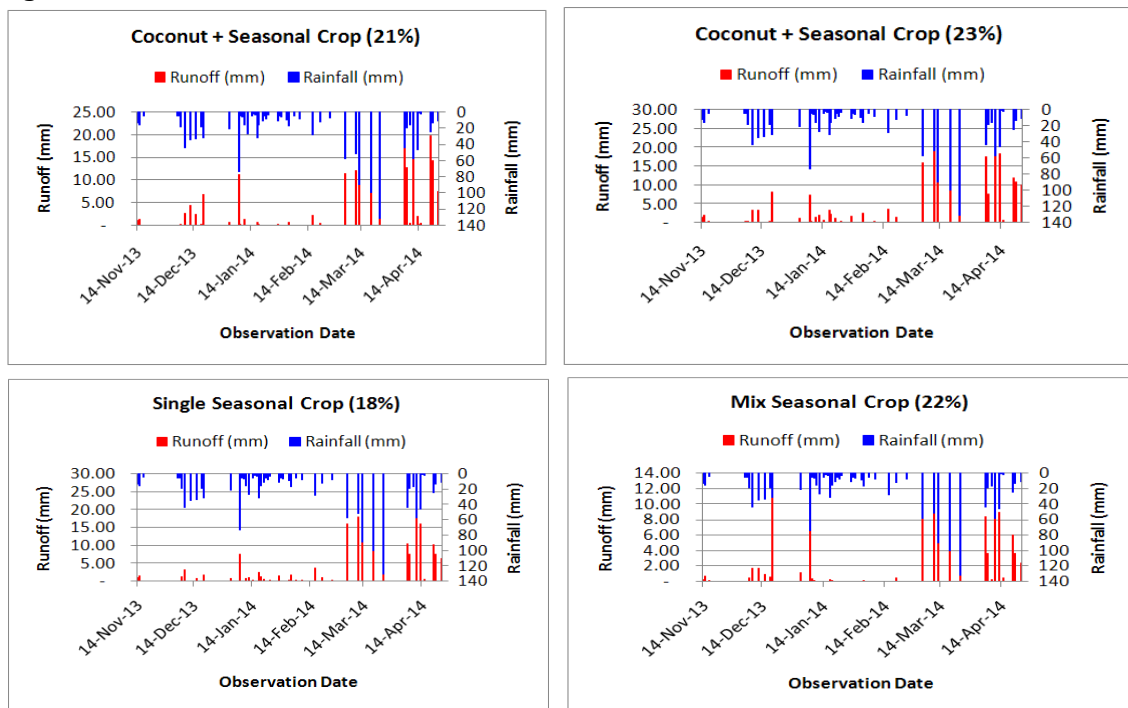 Coconut + Seasonal Crop (21%)
Runoff (mm) Rainfall (mm)
Runoff (mm)
25.00
20.00
15.00
10.00
5.00
-
0
20
40
60
80
100
120
140
Rainfall (mm)
14-Nov-13 14-Dec-13 14-Jan-14 14-Feb-14 14-Mar-14 14-Apr-14
Observation Date
Coconut + Seasonal Crop (23%)
Runoff (mm) Rainfall (mm)
Runoff (mm)
30.00
25.00
20.00
15.00
10.00
5.00
-
0
20
40
60
80
100
120
140
Rainfall (mm)
14-Nov-13 14-Dec-13 14-Jan-14 14-Feb-14 14-Mar-14 14-Apr-14
Observation Date
Single Seasonal Crop (18%)
Runoff (mm) Rainfall (mm)
Runoff (mm)
30.00
25.00
20.00
15.00
10.00
5.00
-
0
20
40
60
80
100
120
140
Rainfall (mm)
14-Nov-13 14-Dec-13 14-Jan-14 14-Feb-14 14-Mar-14 14-Apr-14
Observation Date
Mix Seasonal Crop (22%)
Runoff (mm) Rainfall (mm)
Runoff (mm)
14.00
12.00
10.00
8.00
6.00
4.00
2.00
-
0
20
40
60
80
100
120
140
Rainfall (mm)
14-Nov-13 14-Dec-13 14-Jan-14 14-Feb-14 14-Mar-14 14-Apr-14
Observation Date